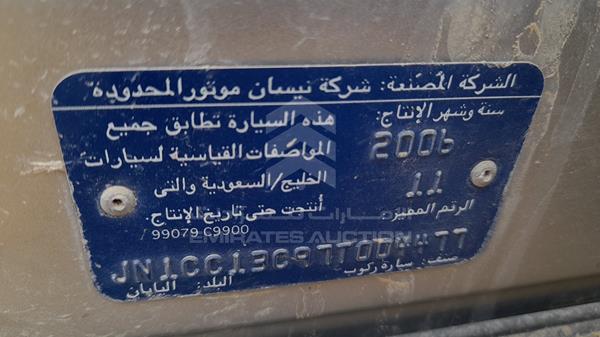 الشركة المصنعة: شركة نيسان موتور المحدودة
سنة وشهر الإنتاج:
2006
11
هذه السيارة تطابق جميع
المواصفات القياسية لسيارات
الخليج/السعودية والتى
أنتجت حتى تاريخ الإنتاج.
الرقم المميز
99079 C9900
EMIRATES AUCTION
صنف: سيارة ركوب
البلد: اليابان